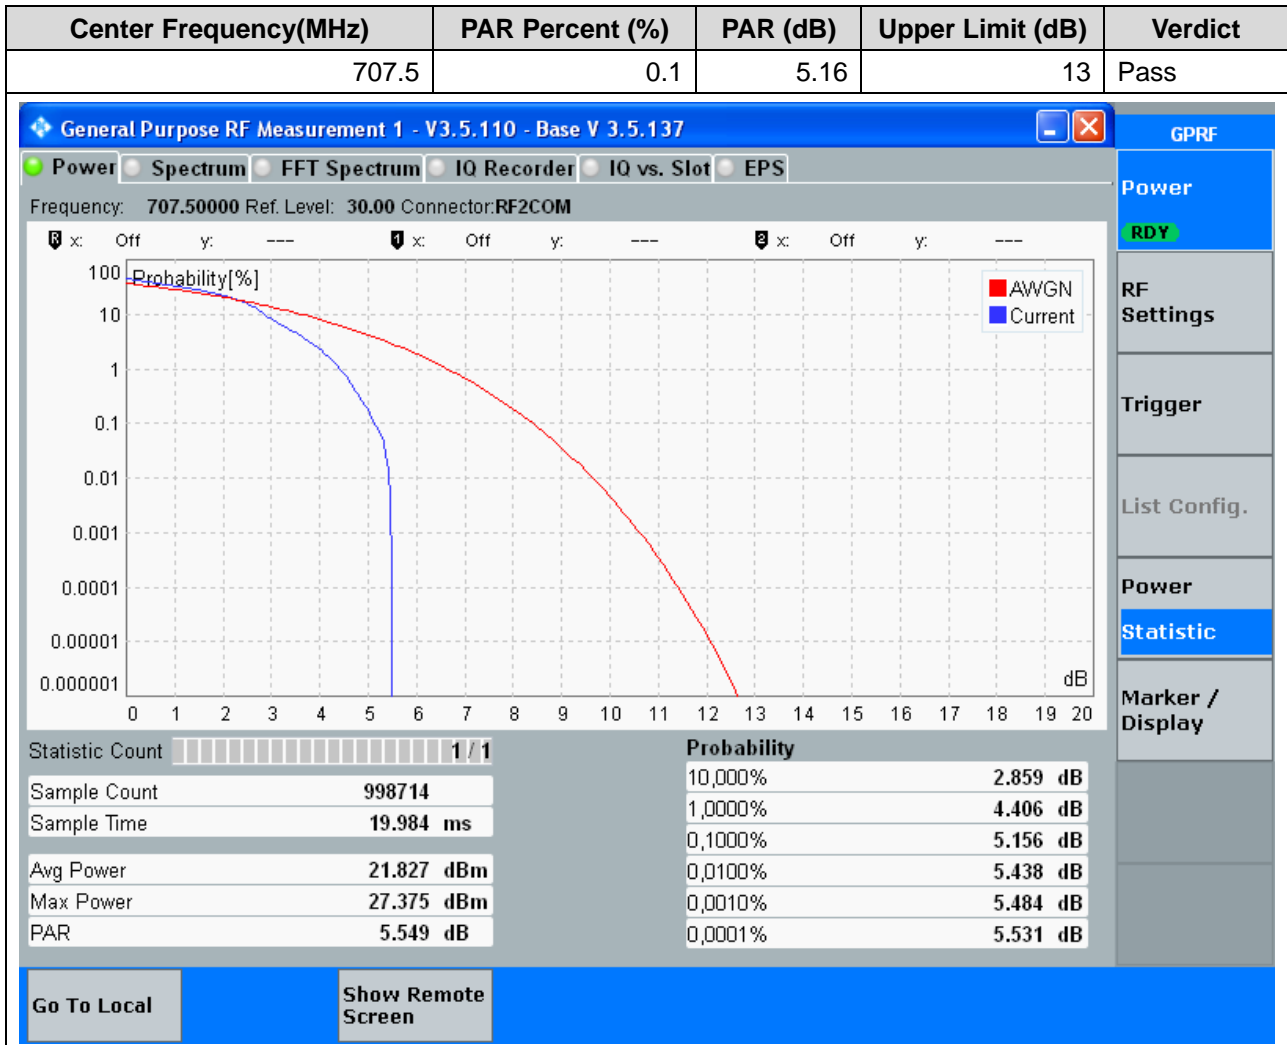 Center Frequency(MHz) PAR Percent (%) PAR (dB) Upper Limit (dB) Verdict
707.5 0.1 5.16 13 Pass
General Purpose RF Measurement 1 - V3.5.110 - Base V 3.5.137
GPRF
Power Spectrum FFT Spectrum IQ Recorder IQ vs. Slot EPS
Frequency: 707.50000 Ref. Level: 30.00 Connector:RF2COM
R x: Off y: --- 1 x: Off y: --- 2 x: Off y: ---
Power
RDY
RF
Settings
Trigger
List Config.
Power
Statistic
Marker /
Display
Probability[%]
AWGN
Current
100
10
1
0.1
0.01
0.001
0.0001
0.00001
0.000001
dB
0 1 2 3 4 5 6 7 8 9 10 11 12 13 14 15 16 17 18 19 20
Statistic Count 1 / 1
Sample Count 998714
Sample Time 19.984 ms
Avg Power 21.827 dBm
Max Power 27.375 dBm
PAR 5.549 dB
Probability
10,000% 2.859 dB
1,0000% 4.406 dB
0,1000% 5.156 dB
0,0100% 5.438 dB
0,0010% 5.484 dB
0,0001% 5.531 dB
Go To Local
Show Remote
Screen